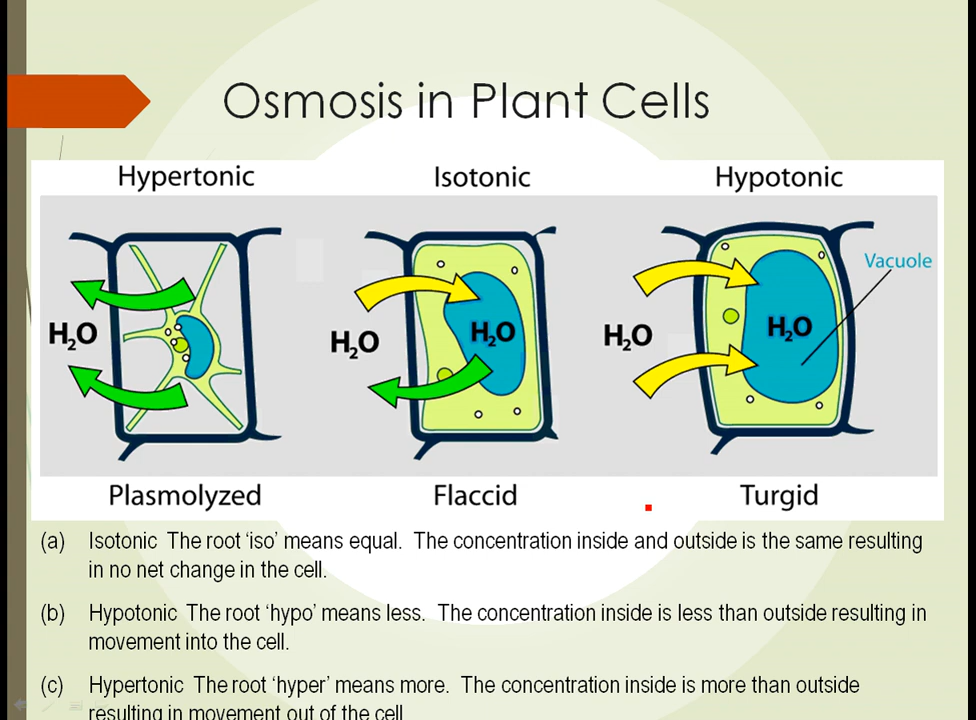 Osmosis in Plant Cells
Hypertonic
Isotonic
Hypotonic
Vacuole
H₂O
H₂O
H₂O
H₂O
H₂O
Plasmolyzed
Flaccid
Turgid
(a) Isotonic The root ‘iso’ means equal. The concentration inside and outside is the same resulting
in no net change in the cell.
(b) Hypotonic The root ‘hypo’ means less. The concentration inside is less than outside resulting in
movement into the cell.
(c) Hypertonic The root ‘hyper’ means more. The concentration inside is more than outside
resulting in movement out of the cell